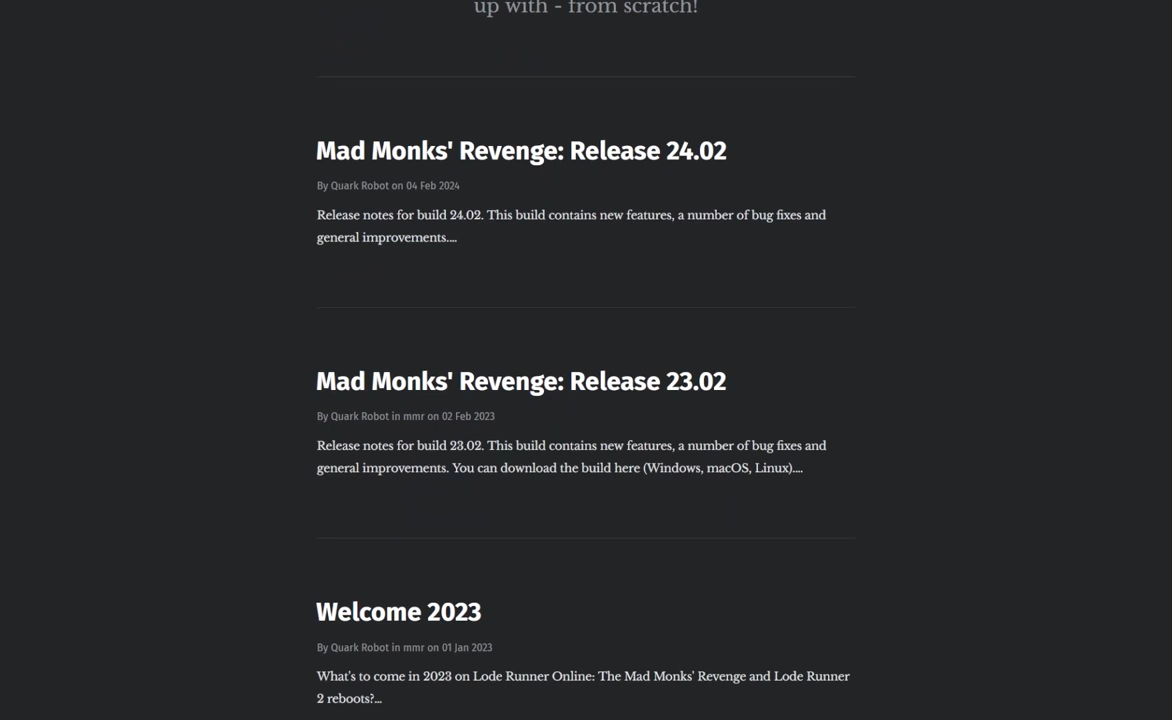 up with - from scratch!
Mad Monks' Revenge: Release 24.02
By Quark Robot on 04 Feb 2024
Release notes for build 24.02. This build contains new features, a number of bug fixes and
general improvements....
Mad Monks' Revenge: Release 23.02
By Quark Robot in mmr on 02 Feb 2023
Release notes for build 23.02. This build contains new features, a number of bug fixes and
general improvements. You can download the build here (Windows, macOS, Linux)....
Welcome 2023
By Quark Robot in mmr on 01 Jan 2023
What's to come in 2023 on Lode Runner Online: The Mad Monks' Revenge and Lode Runner
2 reboots?...